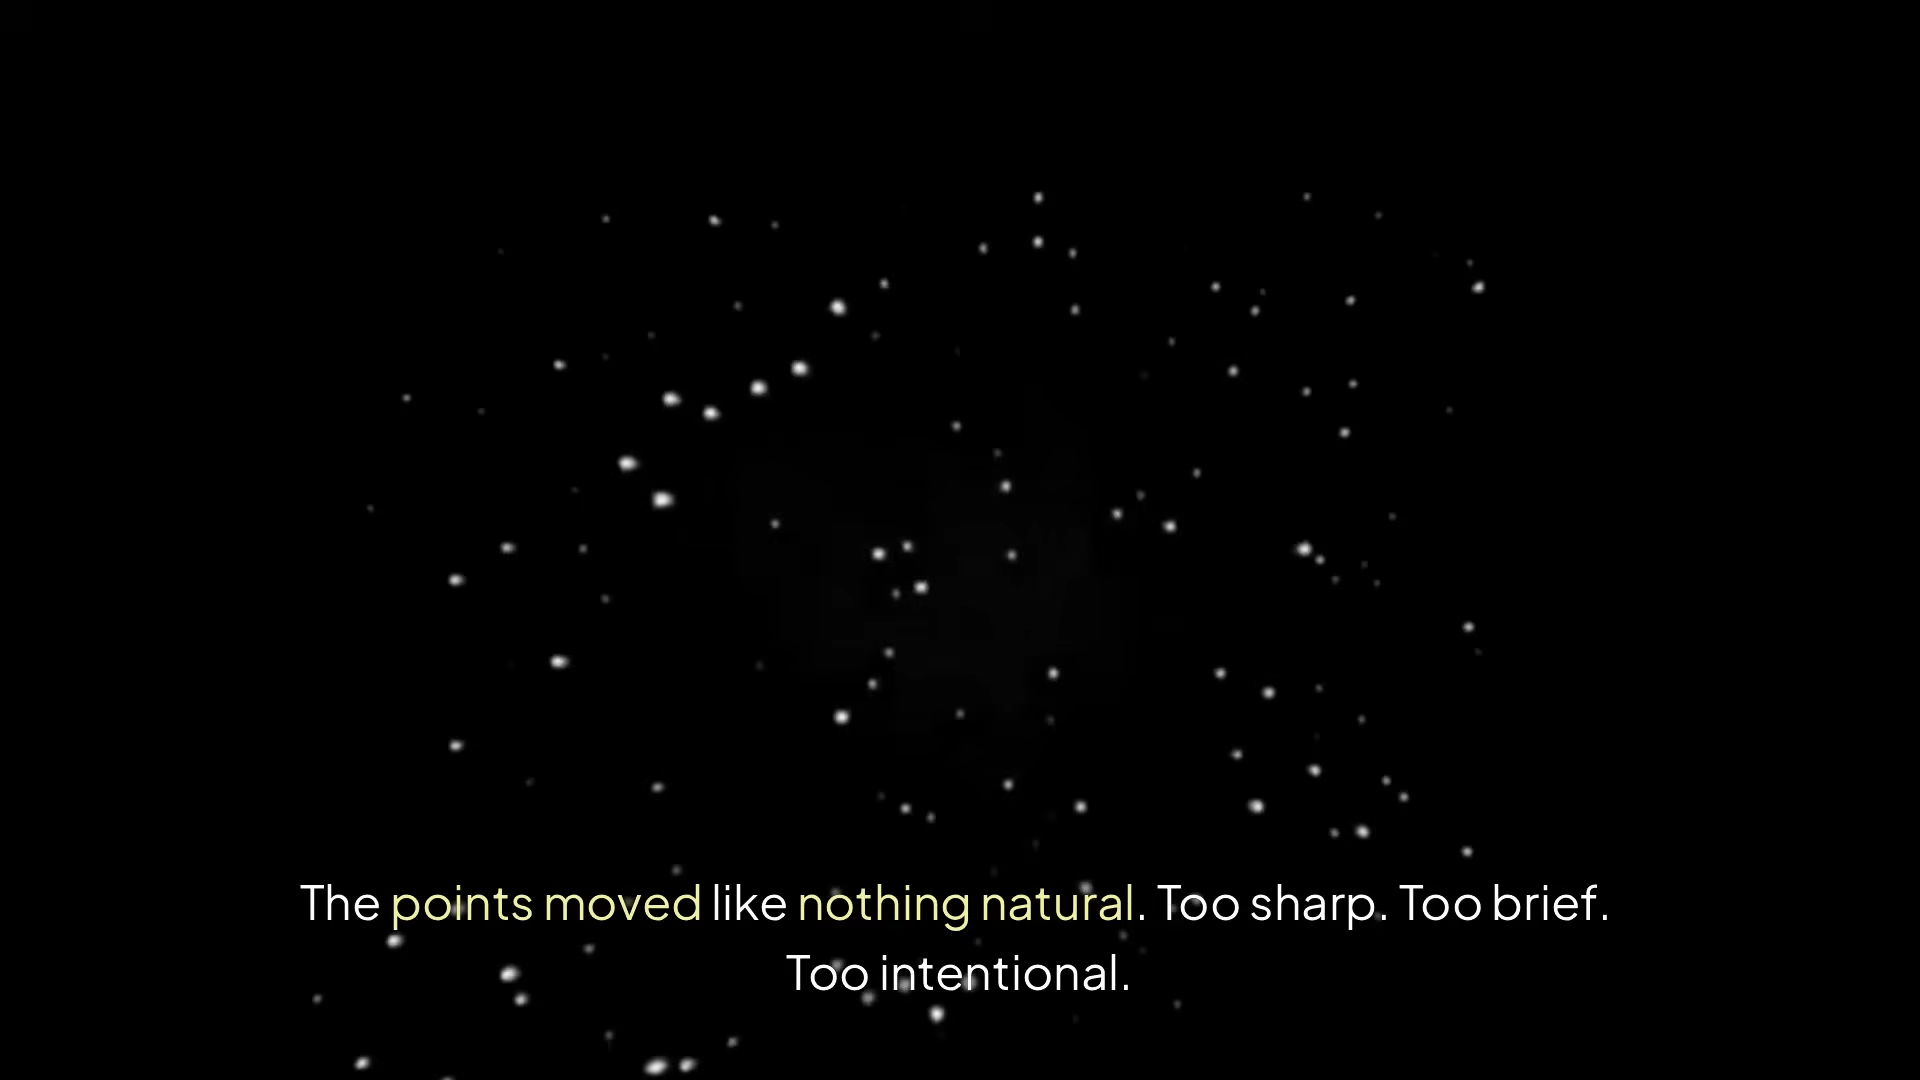 The points moved like nothing natural. Too sharp. Too brief.
Too intentional.